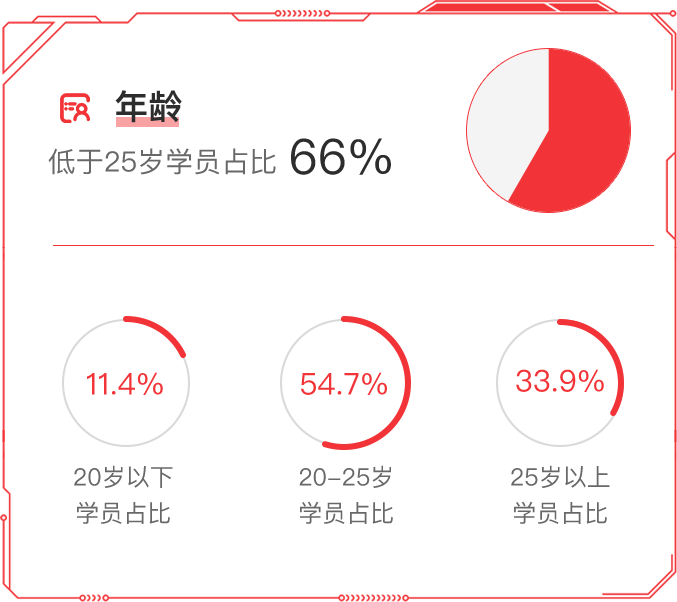 年龄
低于25岁学员占比 66%
11.4%
54.7%
33.9%
20岁以下
学员占比
20-25岁
学员占比
25岁以上
学员占比